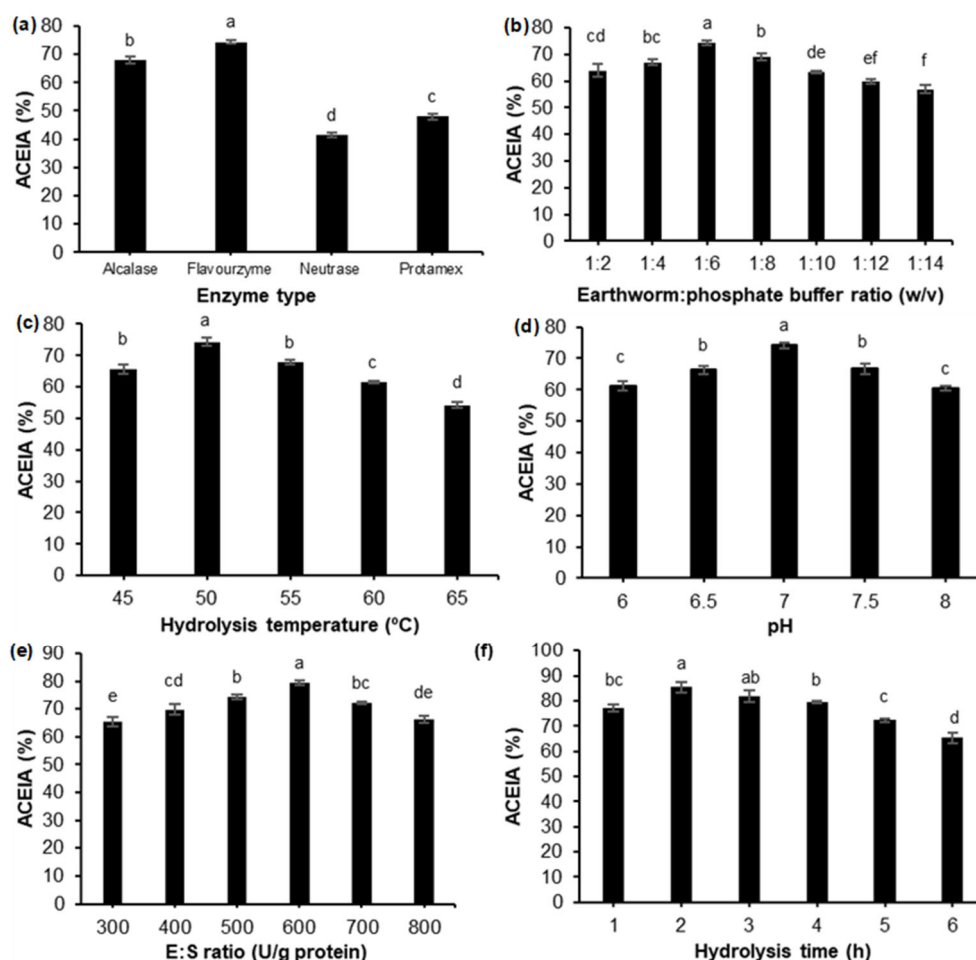 (a)
ACEIA (%)
80
70
60
50
40
30
20
10
0
b
a
d
c
Alcalase Flavourzyme Neutrase Protamex
Enzyme type
(b)
ACEIA (%)
80
70
60
50
40
30
20
10
0
cd
bc
a
b
de
ef
f
1:2 1:4 1:6 1:8 1:10 1:12 1:14
Earthworm:phosphate buffer ratio (w/v)
(c)
ACEIA (%)
80
70
60
50
40
30
20
10
0
b
a
b
c
d
45 50 55 60 65
Hydrolysis temperature (ºC)
(d)
ACEIA (%)
80
70
60
50
40
30
20
10
0
c
b
a
b
c
6 6.5 7 7.5 8
pH
(e)
ACEIA (%)
90
80
70
60
50
40
30
20
10
0
e
cd
b
a
bc
de
300 400 500 600 700 800
E:S ratio (U/g protein)
(f)
ACEIA (%)
100
90
80
70
60
50
40
30
20
10
0
bc
a
ab
b
c
d
1 2 3 4 5 6
Hydrolysis time (h)